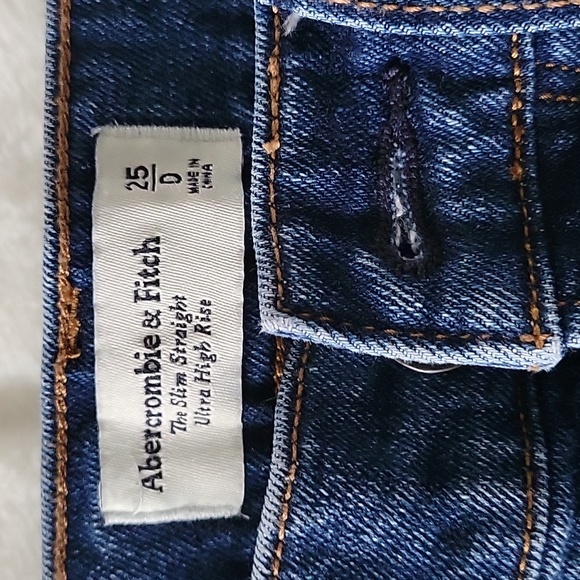 Abercrombie & Fitch
The Slim Straight
Ultra High Rise
25
0
MADE IN
CHINA